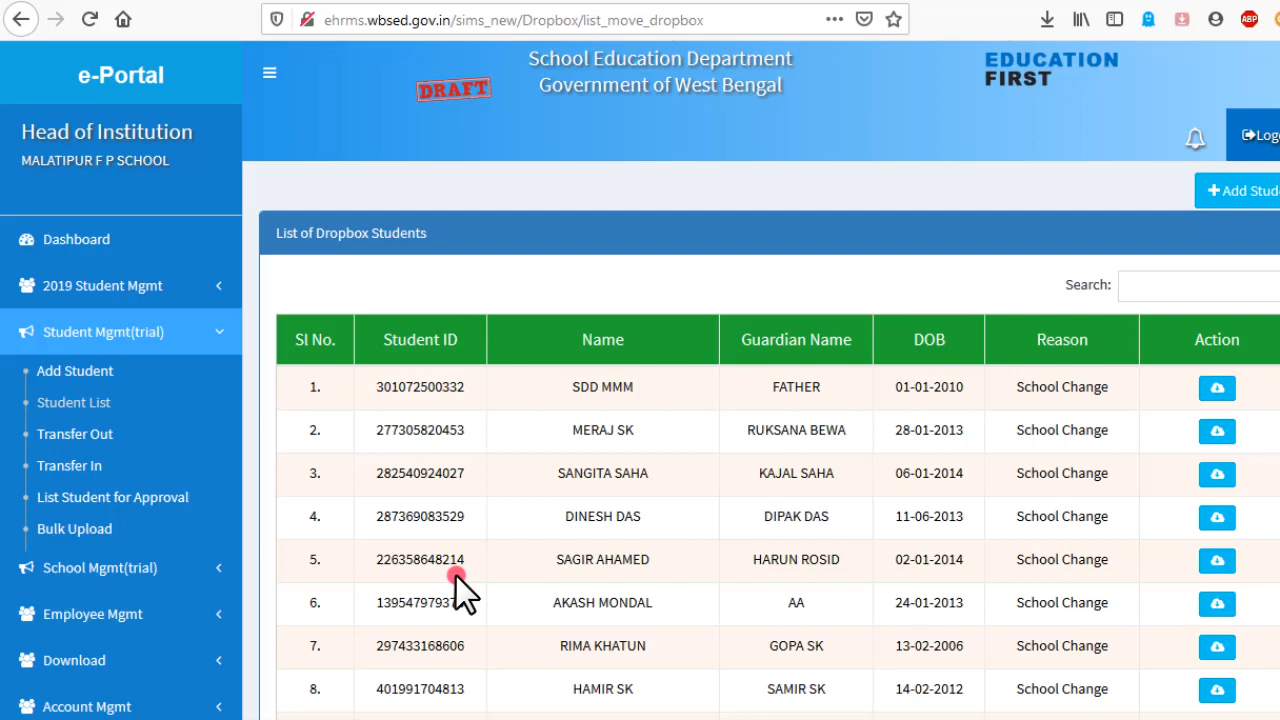 ehrms.wbsed.gov.in/sims_new/Dropbox/list_move_dropbox
ABP
e-Portal
School Education Department
Government of West Bengal
DRAFT
EDUCATION
FIRST
Head of Institution
MALATIPUR F P SCHOOL
Add
Dashboard
2019 Student Mgmt
Student Mgmt(trial)
Add Student
Student List
Transfer Out
Transfer In
List Student for Approval
Bulk Upload
School Mgmt(trial)
Employee Mgmt
Download
Account Mgmt
List of Dropbox Students
Search:
Sl No. Student ID Name Guardian Name DOB Reason Action
1. 301072500332 SDD MMM FATHER 01-01-2010 School Change
2. 277305820453 MERAJ SK RUKSANA BEWA 28-01-2013 School Change
3. 282540924027 SANGITA SAHA KAJAL SAHA 06-01-2014 School Change
4. 287369083529 DINESH DAS DIPAK DAS 11-06-2013 School Change
5. 226358648214 SAGIR AHAMED HARUN ROSID 02-01-2014 School Change
6. AKASH MONDAL AA 24-01-2013 School Change
7. 297433168606 RIMA KHATUN GOPA SK 13-02-2006 School Change
8. 401991704813 HAMIR SK SAMIR SK 14-02-2012 School Change